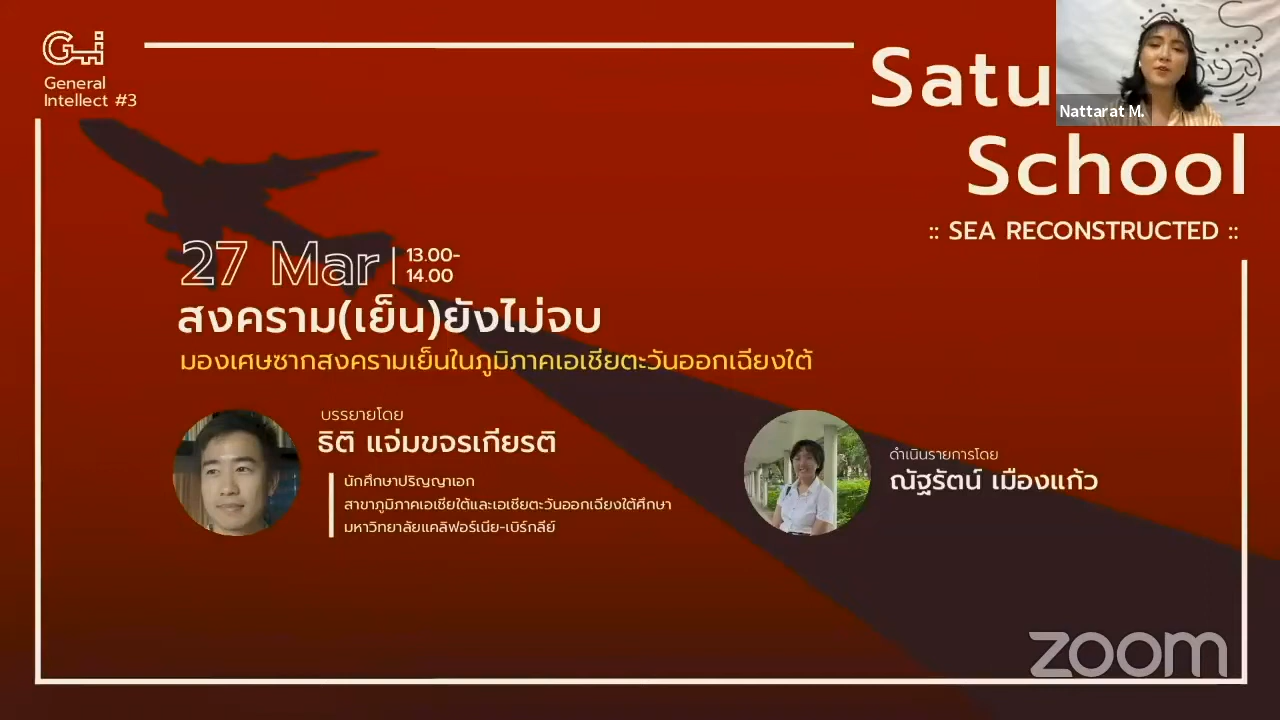 General
Intellect #3
Satu
School
:: SEA RECONSTRUCTED ::
Nattarat M.
27 Mar
13.00-
14.00
สงคราม(เย็น)ยังไม่จบ
มองเศษซากสงครามเย็นในภูมิภาคเอเชียตะวันออกเฉียงใต้
บรรยายโดย
ธิติ แจ่มขจรเกียรติ
นักศึกษาปริญญาเอก
สาขาภูมิภาคเอเชียใต้และเอเชียตะวันออกเฉียงใต้ศึกษา
มหาวิทยาลัยแคลิฟอร์เนีย-เบิร์กลีย์
ดำเนินรายการโดย
ณัฐรัตน์ เมืองแก้ว
zoom